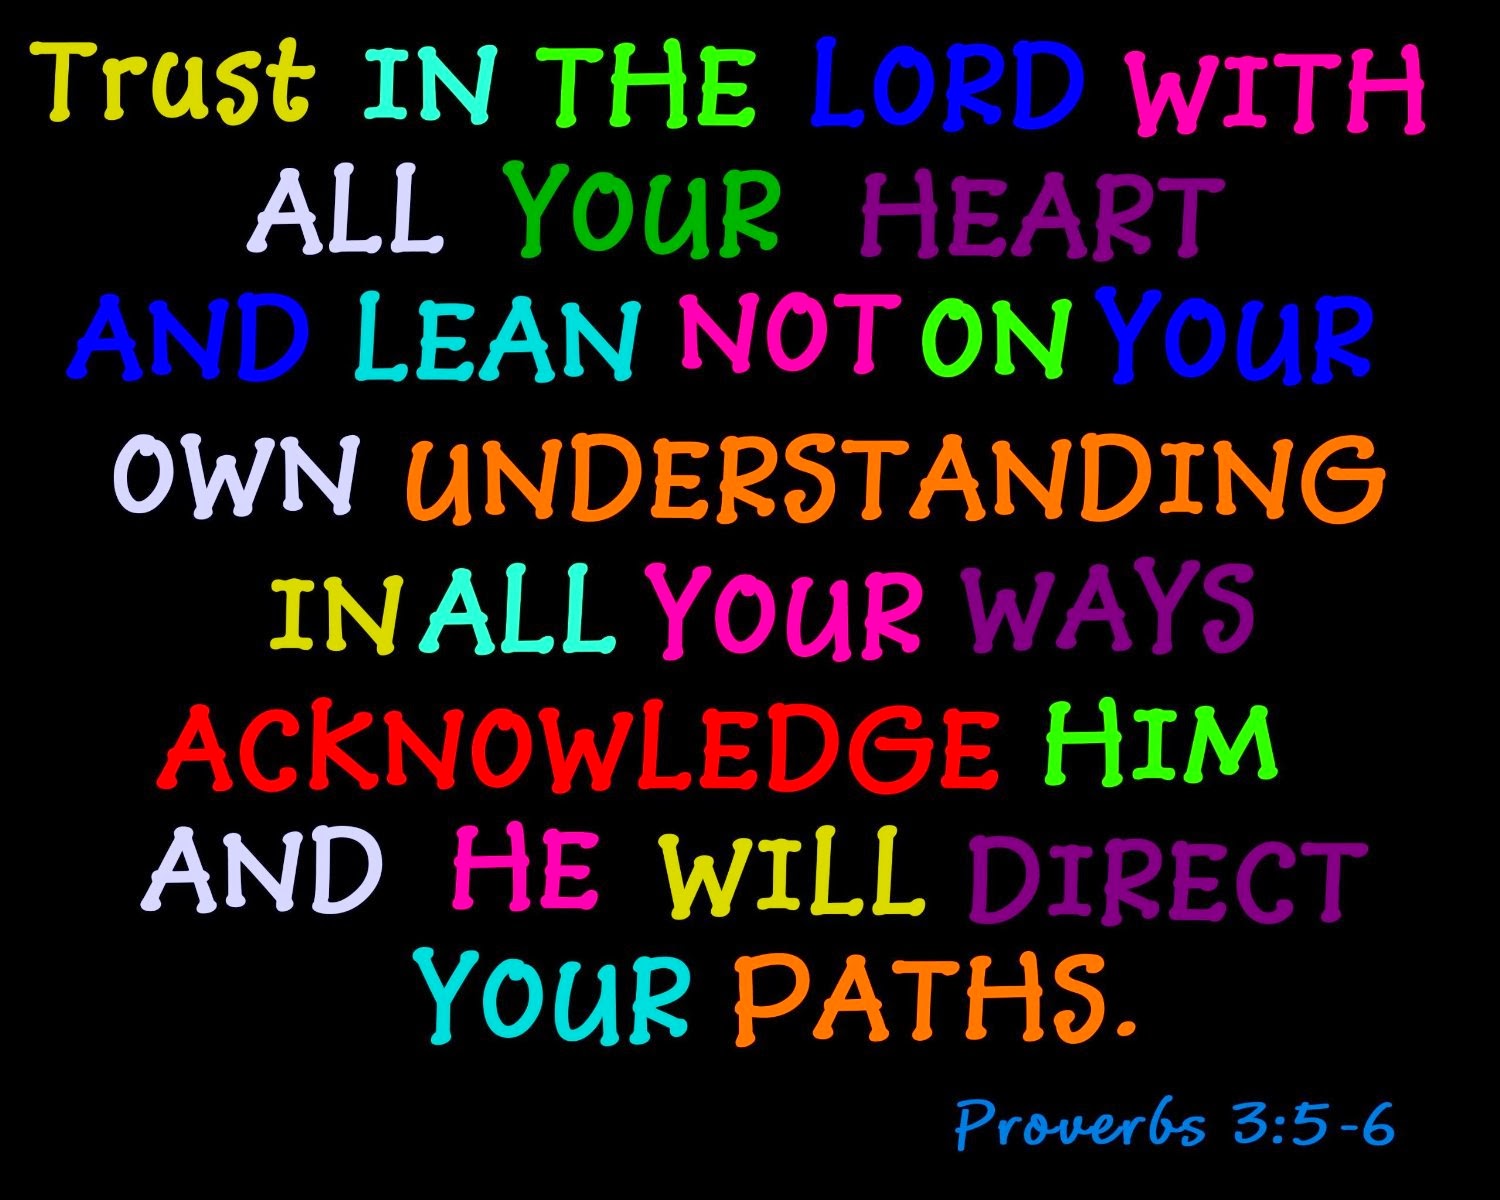 Trust IN THE LORD WITH
ALL YOUR HEART
AND LEAN NOT ON YOUR
OWN UNDERSTANDING
IN ALL YOUR WAYS
ACKNOWLEDGE HIM
AND HE WILL DIRECT
YOUR PATHS.
Proverbs 3:5-6